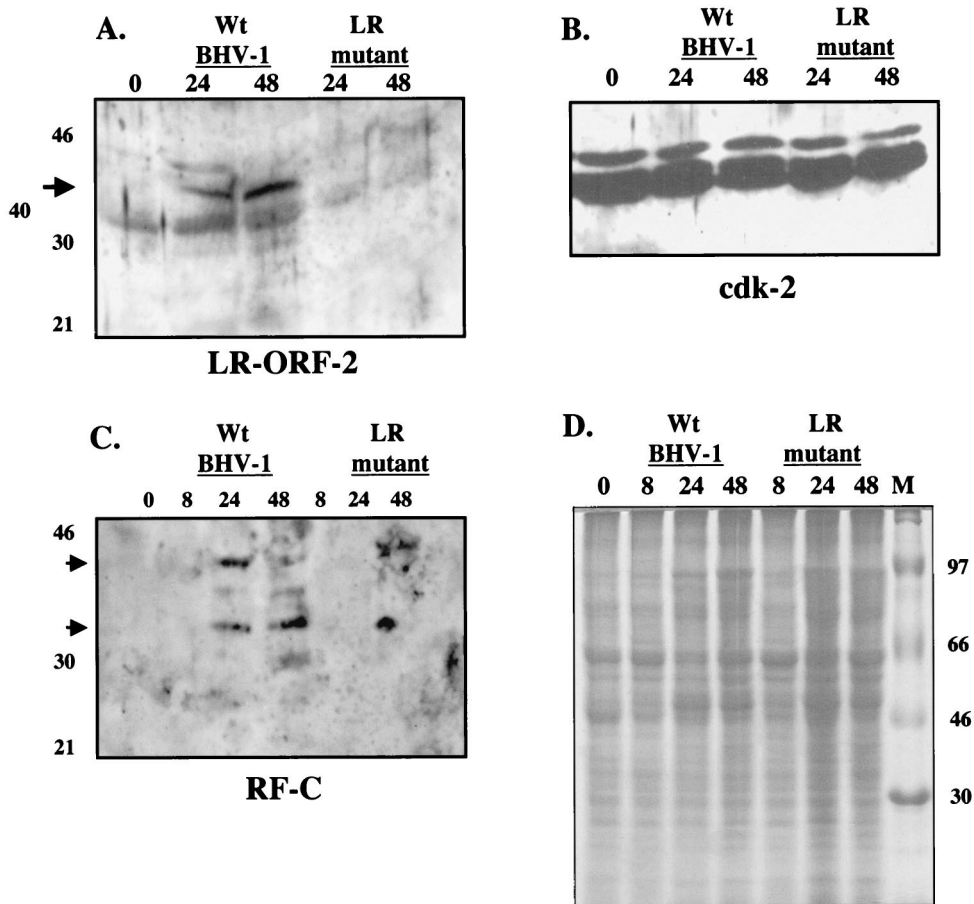 A.
Wt LR
BHV-1 mutant
0 24 48 24 48
46
40
30
21
LR-ORF-2
B.
Wt LR
BHV-1 mutant
0 24 48 24 48
cdk-2
C.
Wt LR
BHV-1 mutant
0 8 24 48 8 24 48
46
30
21
RF-C
D.
Wt LR
BHV-1 mutant
0 8 24 48 8 24 48 M
97
66
46
30